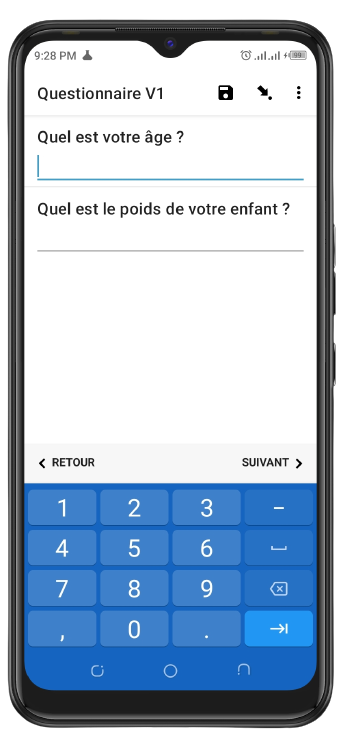 9:28 PM
99
Questionnaire V1
Quel est votre âge ?
Quel est le poids de votre enfant ?
RETOUR SUIVANT
1 2 3 -
4 5 6
7 8 9
, 0 .